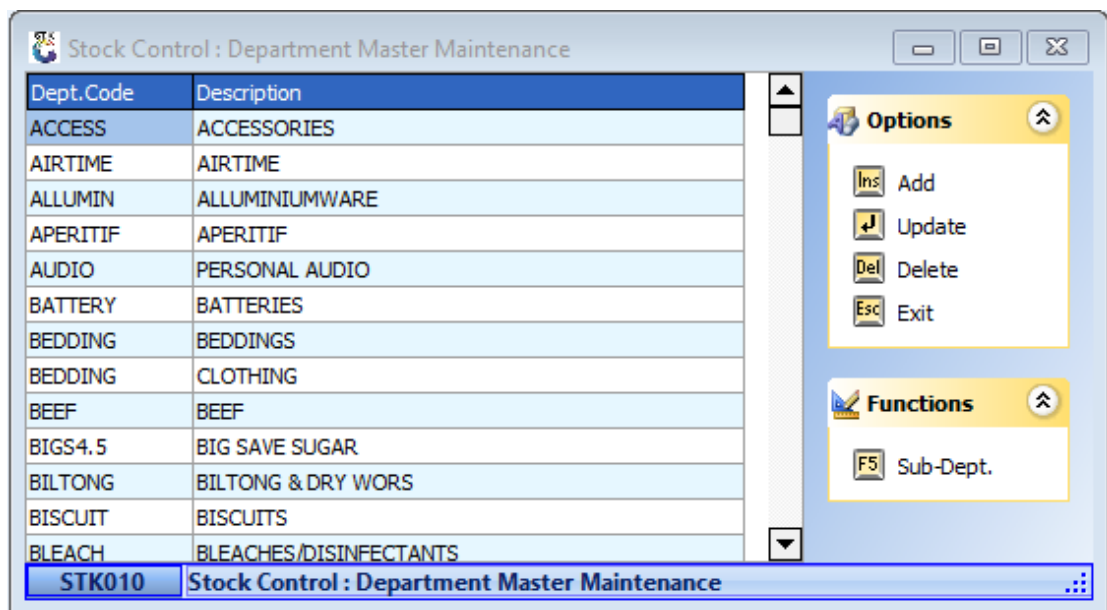 Stock Control : Department Master Maintenance
Dept.Code Description
ACCESS ACCESSORIES
AIRTIME AIRTIME
ALLUMIN ALLUMINIUMWARE
APERITIF APERITIF
AUDIO PERSONAL AUDIO
BATTERY BATTERIES
BEDDING BEDDINGS
BEDDING CLOTHING
BEEF BEEF
BIGS4.5 BIG SAVE SUGAR
BILTONG BILTONG & DRY WORS
BISCUIT BISCUITS
BLEACH BLEACHES/DISINFECTANTS
Options
Ins Add
Update
Del Delete
Esc Exit
Functions
F5 Sub-Dept.
STK010 Stock Control : Department Master Maintenance